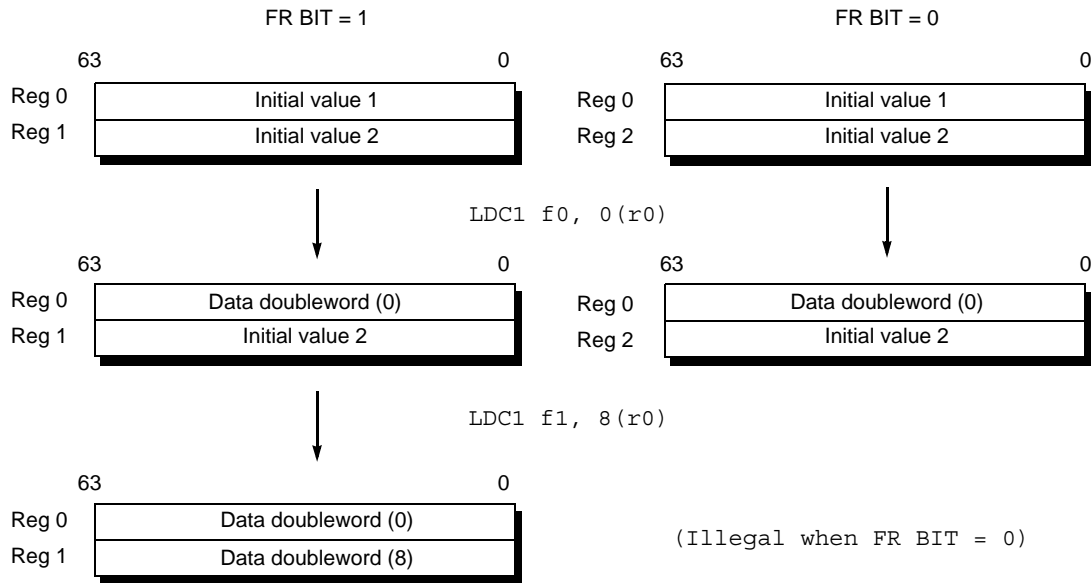 FR BIT = 1
FR BIT = 0
63 0
63 0
Reg 0 Initial value 1
Reg 0 Initial value 1
Reg 1 Initial value 2
Reg 2 Initial value 2
LDC1 f0, 0(r0)
63 0
63 0
Reg 0 Data doubleword (0)
Reg 0 Data doubleword (0)
Reg 1 Initial value 2
Reg 2 Initial value 2
LDC1 f1, 8(r0)
63 0
Reg 0 Data doubleword (0)
Reg 1 Data doubleword (8)
(Illegal when FR BIT = 0)